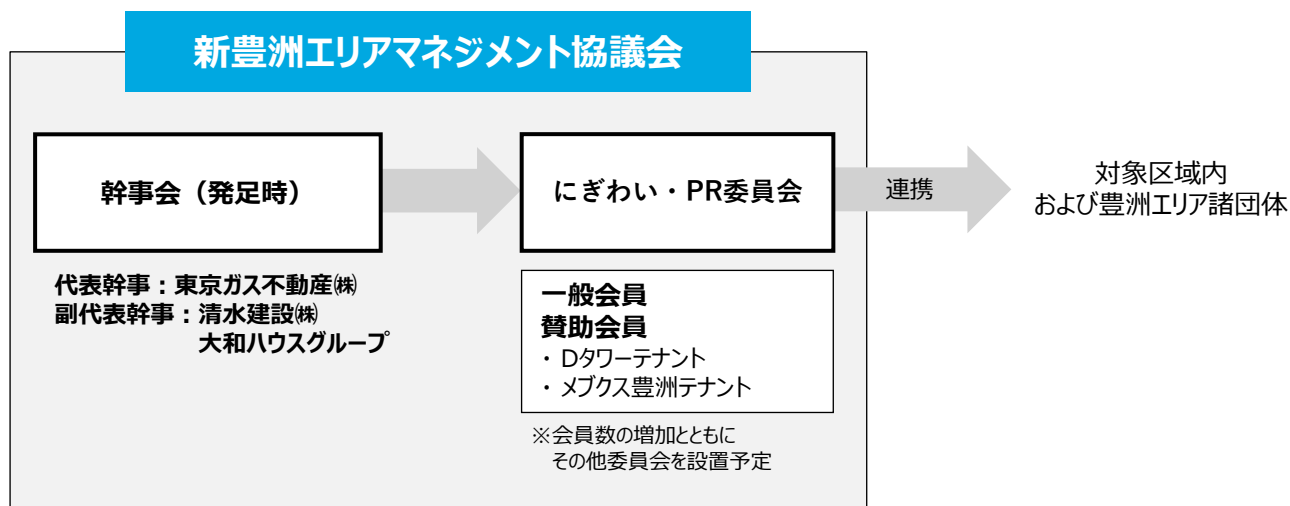 新豊洲エリアマネジメント協議会
幹事会（発足時）
代表幹事：東京ガス不動産㈱
副代表幹事：清水建設㈱
大和ハウスグループ
にぎわい・PR委員会
一般会員
賛助会員
・Dタワーテナント
・メブクス豊洲テナント
※会員数の増加とともに
その他委員会を設置予定
連携
対象区域内
および豊洲エリア諸団体